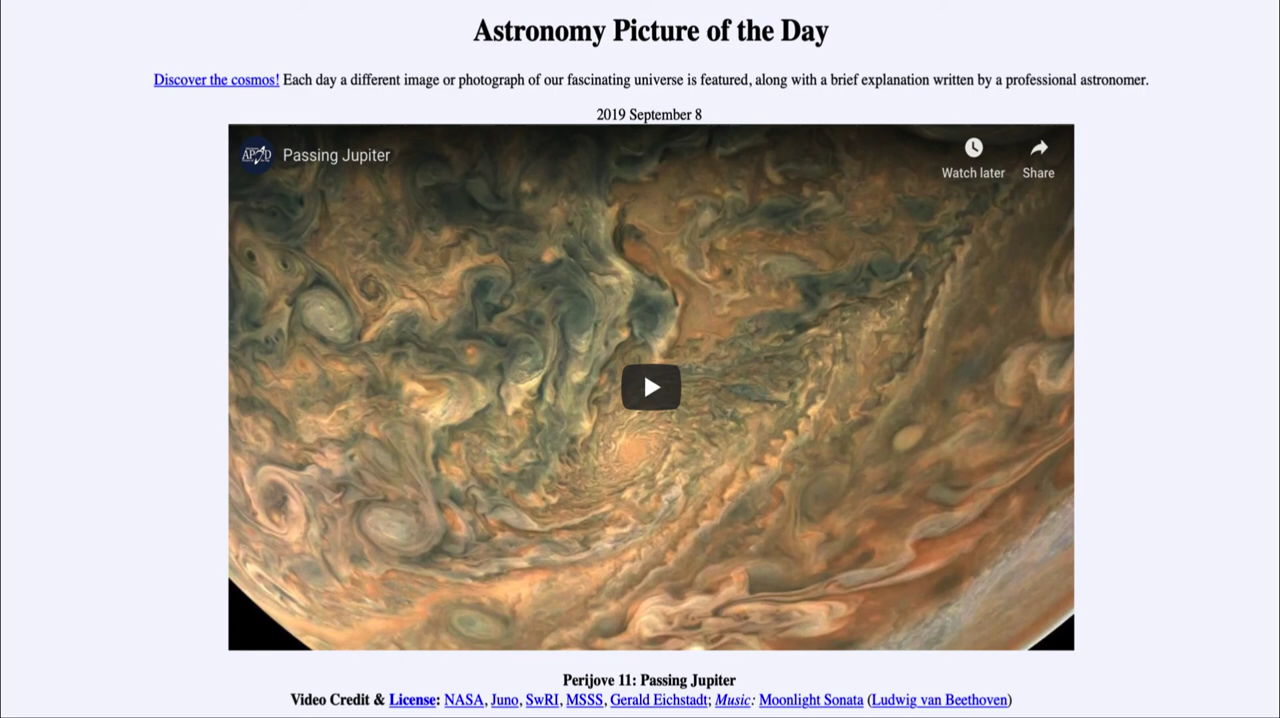 Astronomy Picture of the Day
Discover the cosmos! Each day a different image or photograph of our fascinating universe is featured, along with a brief explanation written by a professional astronomer.
2019 September 8
APOD Passing Jupiter
Watch later Share
Perijove 11: Passing Jupiter
Video Credit & License: NASA, Juno, SwRI, MSSS, Gerald Eichstadt; Music: Moonlight Sonata (Ludwig van Beethoven)